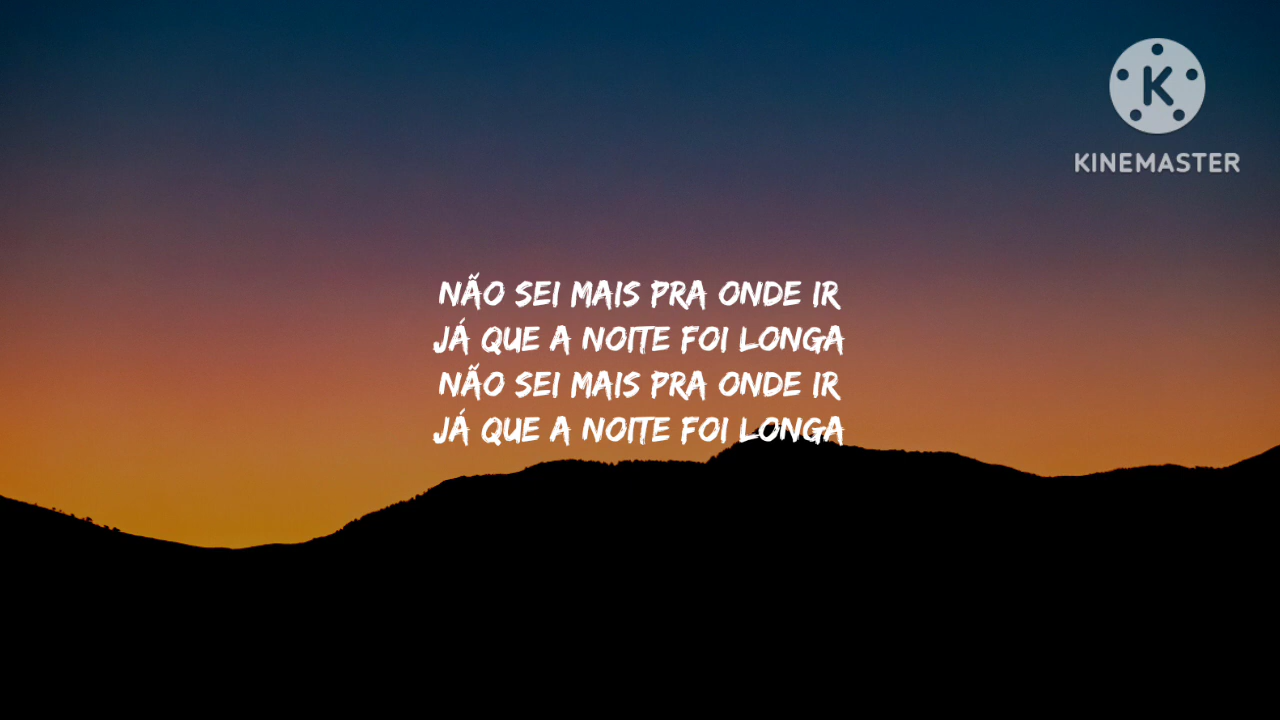 K
KINEMASTER
NÃO SEI MAIS PRA ONDE IR
JÁ QUE A NOITE FOI LONGA
NÃO SEI MAIS PRA ONDE IR
JÁ QUE A NOITE FOI LONGA